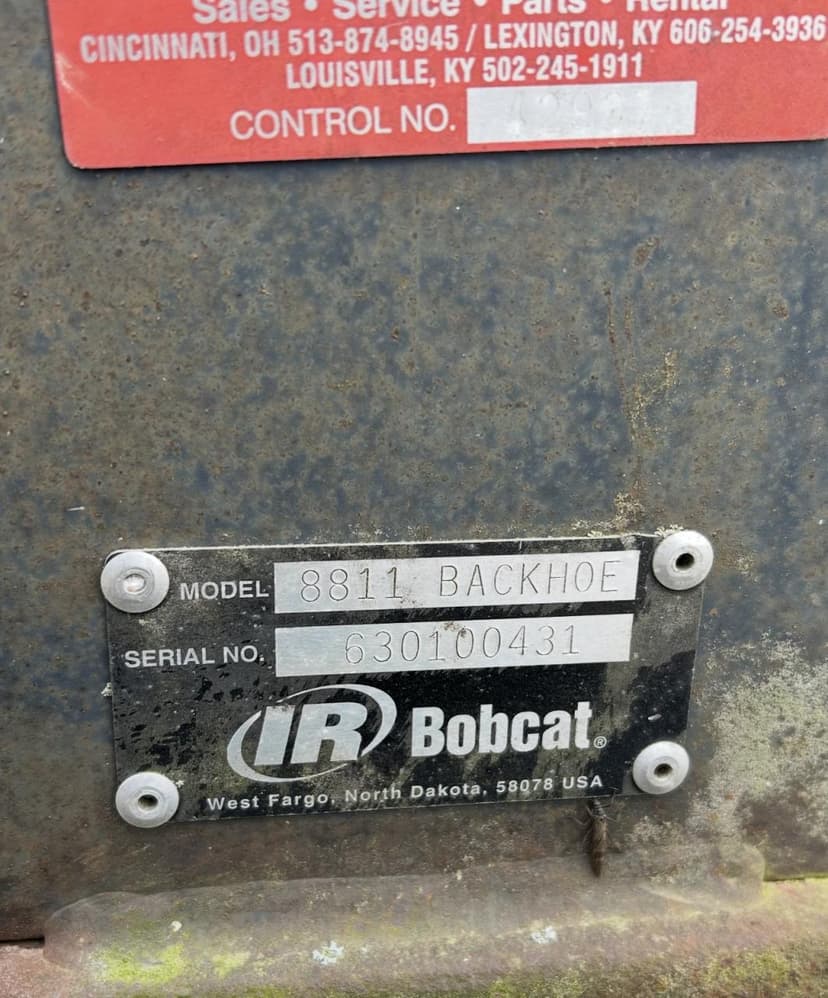 Sales • Service • Parts • Rental
CINCINNATI, OH 513-874-8945 / LEXINGTON, KY 606-254-3936
LOUISVILLE, KY 502-245-1911
CONTROL NO.
MODEL 8811 BACKHOE
SERIAL NO. 630100431
IR Bobcat®
West Fargo, North Dakota, 58078 USA